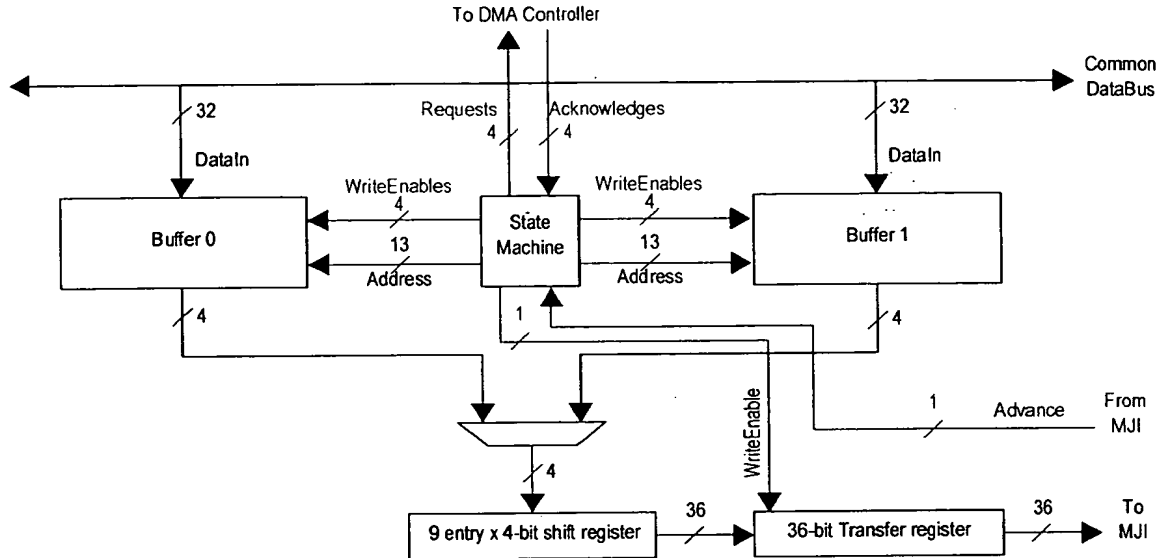 To DMA Controller
Common
DataBus
32
Requests
4
Acknowledges
4
32
DataIn
DataIn
WriteEnables
4
State
Machine
WriteEnables
4
Buffer 0
Buffer 1
13
Address
13
Address
4
1
4
1
Advance
From
MJI
WriteEnable
4
9 entry x 4-bit shift register
36
36-bit Transfer register
36
To
MJI